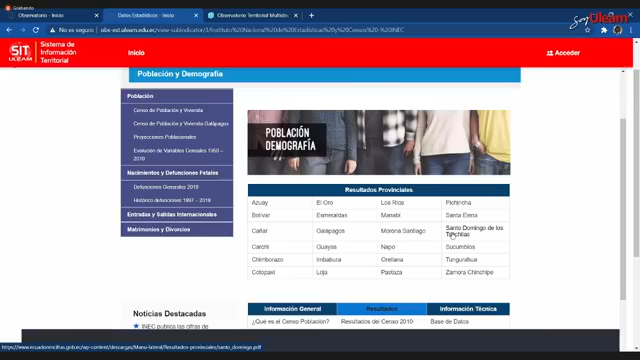 Grabando
Observatorio - Inicio
Datos Estadísticos - Inicio
Observatorio Territorial Multidisci
No es seguro
obs-est.uleam.edu.ec/view-subindicator/3/Instituto%20Nacional%20de%20Estadísticas%20y%20Censos%20-%20INEC
Soy Uleam
SIT
ULEAM
Sistema de
Información
Territorial
Inicio
Acceder
Población y Demografía
Población
Censo de Población y Vivienda
Censo de Población y Vivienda-Galápagos
Proyecciones Poblacionales
Evolución de Variables Censales 1950 –
2010
Nacimientos y Defunciones Fetales
Defunciones Generales 2019
Histórico defunciones 1997 – 2019
Entradas y Salidas Internacionales
Matrimonios y Divorcios
POBLACIÓN
DEMOGRAFÍA
Resultados Provinciales
Azuay El Oro Los Ríos Pichincha
Bolívar Esmeraldas Manabí Santa Elena
Cañar Galápagos Morona Santiago Santo Domingo de los
Tsáchilas
Carchi Guayas Napo Sucumbíos
Chimborazo Imbabura Orellana Tungurahua
Cotopaxi Loja Pastaza Zamora Chinchipe
Noticias Destacadas
INEC publica las cifras de
Información General Resultados Información Técnica
¿Qué es el Censo Población? Resultados del Censo 2010 Base de Datos
https://www.ecuadorencifras.gob.ec/wp-content/descargas/Manu-lateral/Resultados-provinciales/santo_domingo.pdf